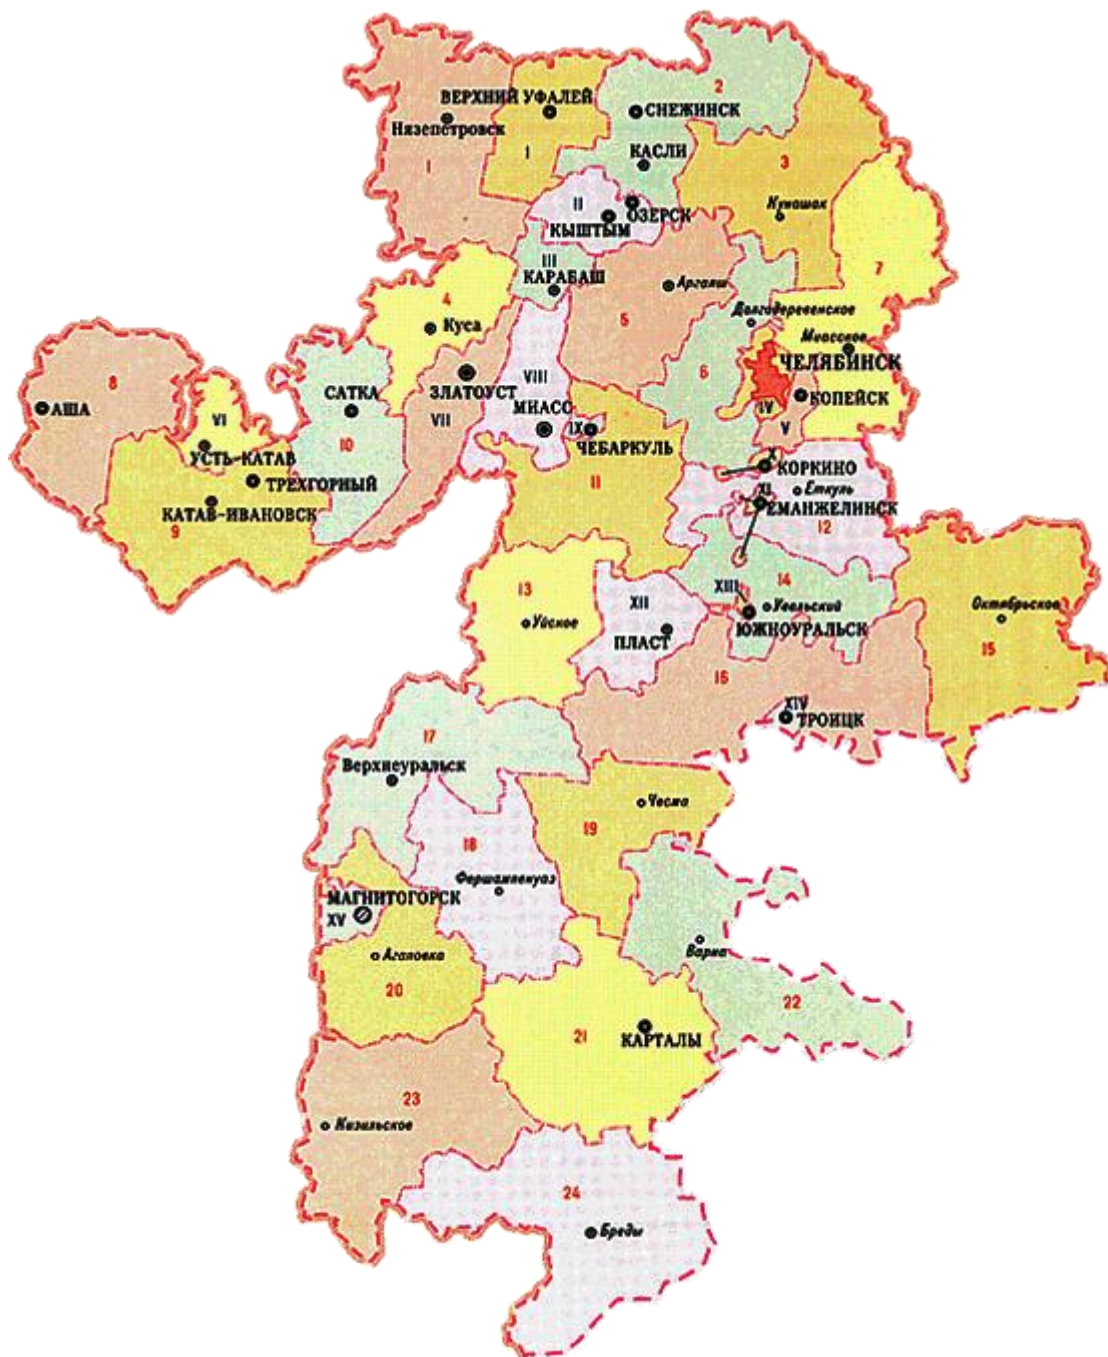 2
ВЕРХНИЙ УФАЛЕЙ
СНЕЖИНСК
Нязепетровск
I
I
3
КАСЛИ
II
ОЗЕРСК
Кунашак
КЫШТЫМ
III
7
КАРАБАШ
Аргаяш
4
Долгодеревенское
5
Куса
Миасское
ЧЕЛЯБИНСК
8
ЗЛАТОУСТ
VIII
6
САТКА
IV
КОПЕЙСК
АША
VI
VII
МИАСС
IX
V
10
ЧЕБАРКУЛЬ
УСТЬ-КАТАВ
X
КОРКИНО
ТРЕХГОРНЫЙ
11
XI
Еткуль
КАТАВ-ИВАНОВСК
ЕМАНЖЕЛИНСК
9
12
13
XII
XIII
14
Увельский
Октябрьское
Уйское
ПЛАСТ
ЮЖНОУРАЛЬСК
15
16
XIV
ТРОИЦК
17
Верхнеуральск
Чесма
18
19
Фершампенуаз
МАГНИТОГОРСК
XV
Варна
Агаповка
20
22
21
КАРТАЛЫ
23
Кизильское
24
Бреды